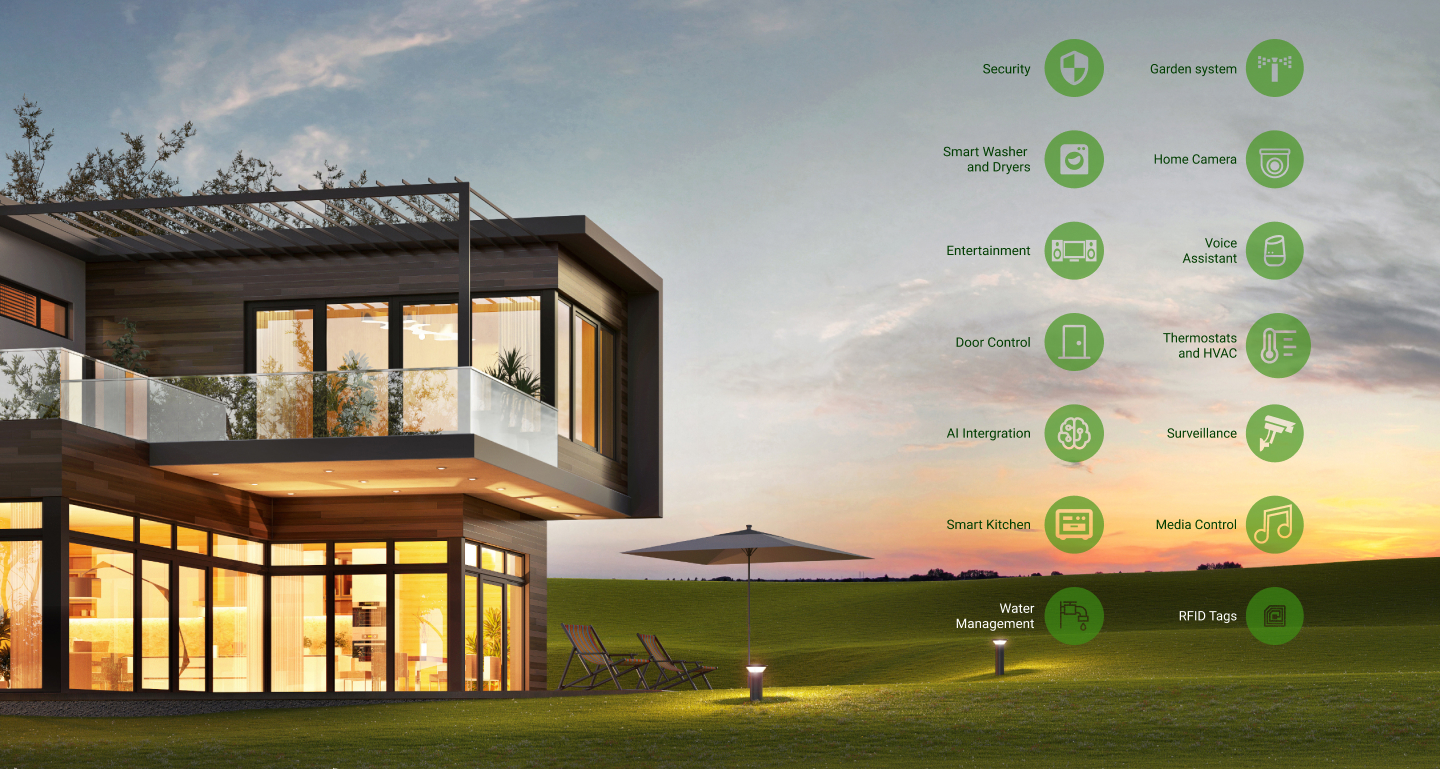 Security
Garden system
Smart Washer
and Dryers
Home Camera
Entertainment
Voice
Assistant
Door Control
Thermostats
and HVAC
AI Intergration
Surveillance
Smart Kitchen
Media Control
Water
Management
RFID Tags